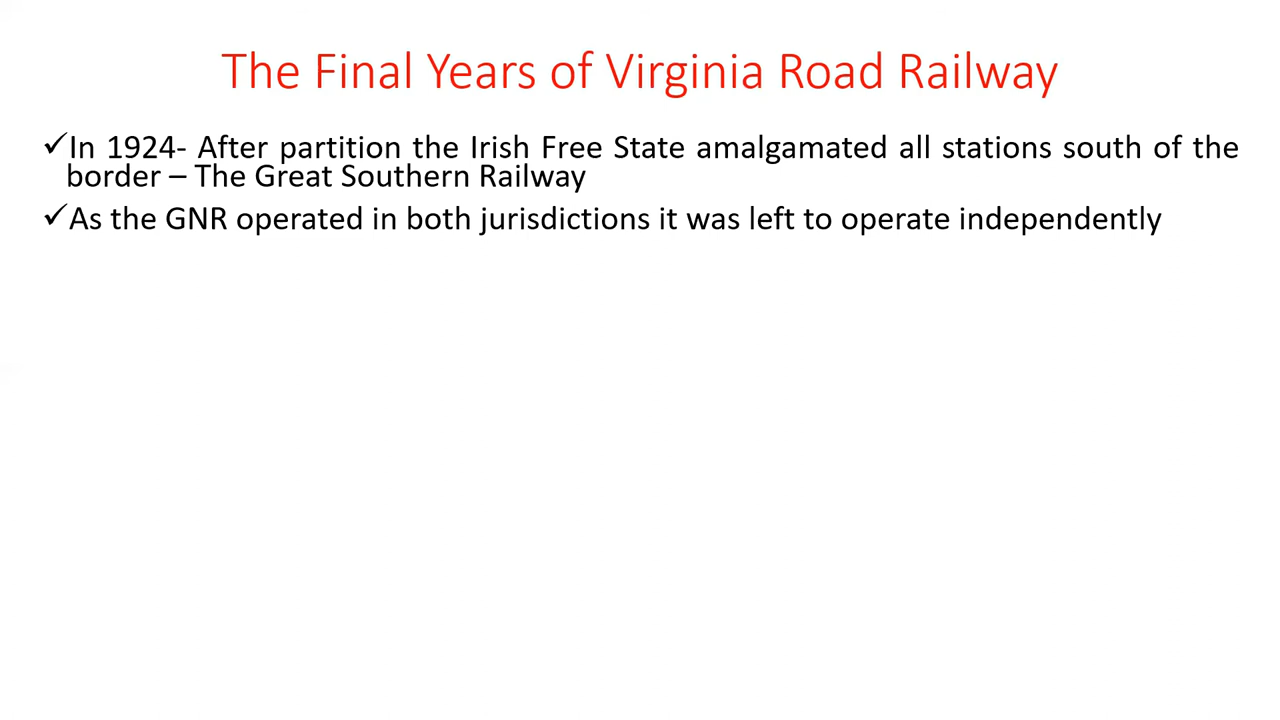 The Final Years of Virginia Road Railway
✓In 1924- After partition the Irish Free State amalgamated all stations south of the
border – The Great Southern Railway
✓As the GNR operated in both jurisdictions it was left to operate independently